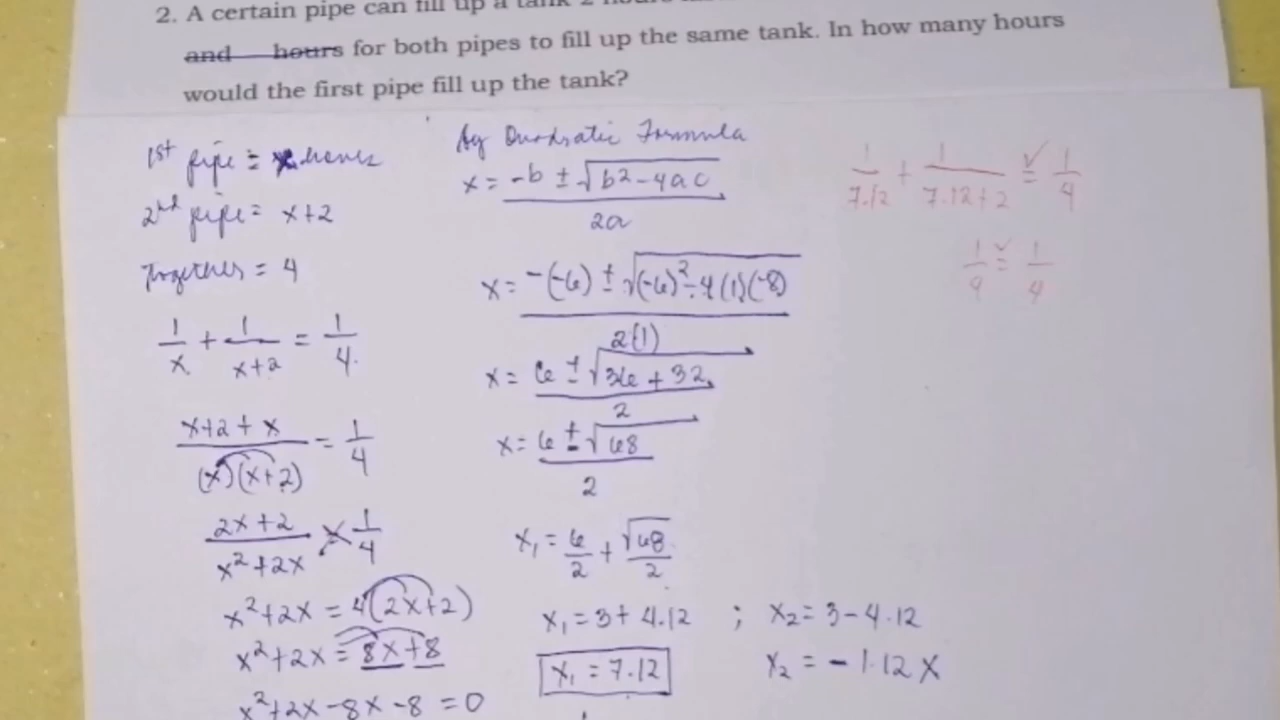 2. A certain pipe can fill up a tank 2 hours
and hours for both pipes to fill up the same tank. In how many hours
would the first pipe fill up the tank?
1st pipe = x hours
2nd pipe = x+2
Together = 4
1/x + 1/(x+2) = 1/4
(x+2+x)/((x)(x+2)) = 1/4
(2x+2)/(x²+2x) 1/4
x²+2x = 4(2x+2)
x²+2x = 8x+8
x²+2x-8x-8 = 0
By Quadratic Formula
x = (-b ± √(b²-4ac))/(2a)
x = (-(-6) ± √((-6)²-4(1)(-8)))/(2(1))
x = (6 ± √(36+32))/2
x = (6 ± √68)/2
x₁ = 6/2 + √68/2
x₁ = 3+4.12 ; x₂ = 3-4.12
x₁ = 7.12 x₂ = -1.12 x
1/7.12 + 1/(7.12+2) =✓ 1/4
1/4 =✓ 1/4